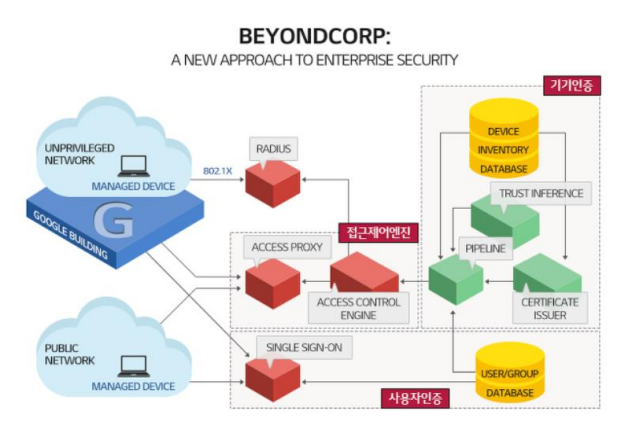 BEYONDCORP:
A NEW APPROACH TO ENTERPRISE SECURITY
기기인증
UNPRIVILEGED
NETWORK
MANAGED DEVICE
G
GOOGLE BUILDING
802.1X
RADIUS
DEVICE
INVENTORY
DATABASE
TRUST INFERENCE
접근제어엔진
ACCESS PROXY
PIPELINE
ACCESS CONTROL
ENGINE
CERTIFICATE
ISSUER
PUBLIC
NETWORK
MANAGED DEVICE
SINGLE SIGN-ON
USER/GROUP
DATABASE
사용자인증